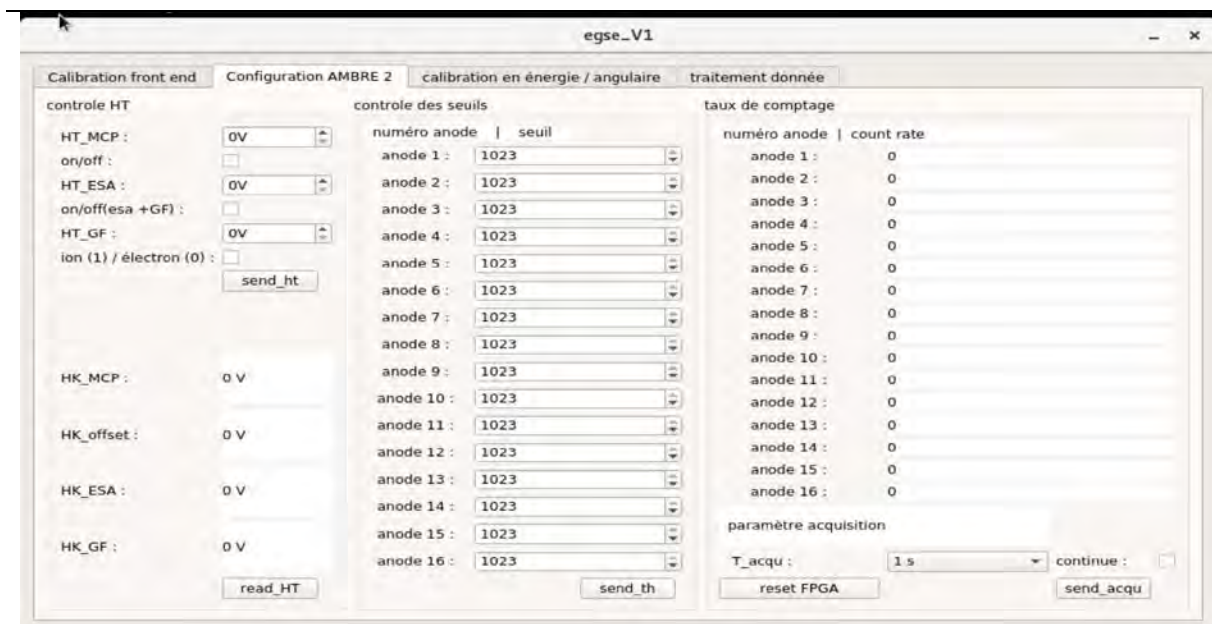 egse_V1
Calibration front end Configuration AMBRE 2 calibration en énergie / angulaire traitement donnée
controle HT
HT_MCP : 0V
on/off :
HT_ESA : 0V
on/off(esa +GF) :
HT_GF : 0V
ion (1) / électron (0) :
send_ht
HK_MCP : 0 V
HK_offset : 0 V
HK_ESA : 0 V
HK_GF : 0 V
read_HT
controle des seuils
numéro anode | seuil
anode 1 : 1023
anode 2 : 1023
anode 3 : 1023
anode 4 : 1023
anode 5 : 1023
anode 6 : 1023
anode 7 : 1023
anode 8 : 1023
anode 9 : 1023
anode 10 : 1023
anode 11 : 1023
anode 12 : 1023
anode 13 : 1023
anode 14 : 1023
anode 15 : 1023
anode 16 : 1023
send_th
taux de comptage
numéro anode | count rate
anode 1 : 0
anode 2 : 0
anode 3 : 0
anode 4 : 0
anode 5 : 0
anode 6 : 0
anode 7 : 0
anode 8 : 0
anode 9 : 0
anode 10 : 0
anode 11 : 0
anode 12 : 0
anode 13 : 0
anode 14 : 0
anode 15 : 0
anode 16 : 0
paramètre acquisition
T_acqu : 1 s continue :
reset FPGA send_acqu